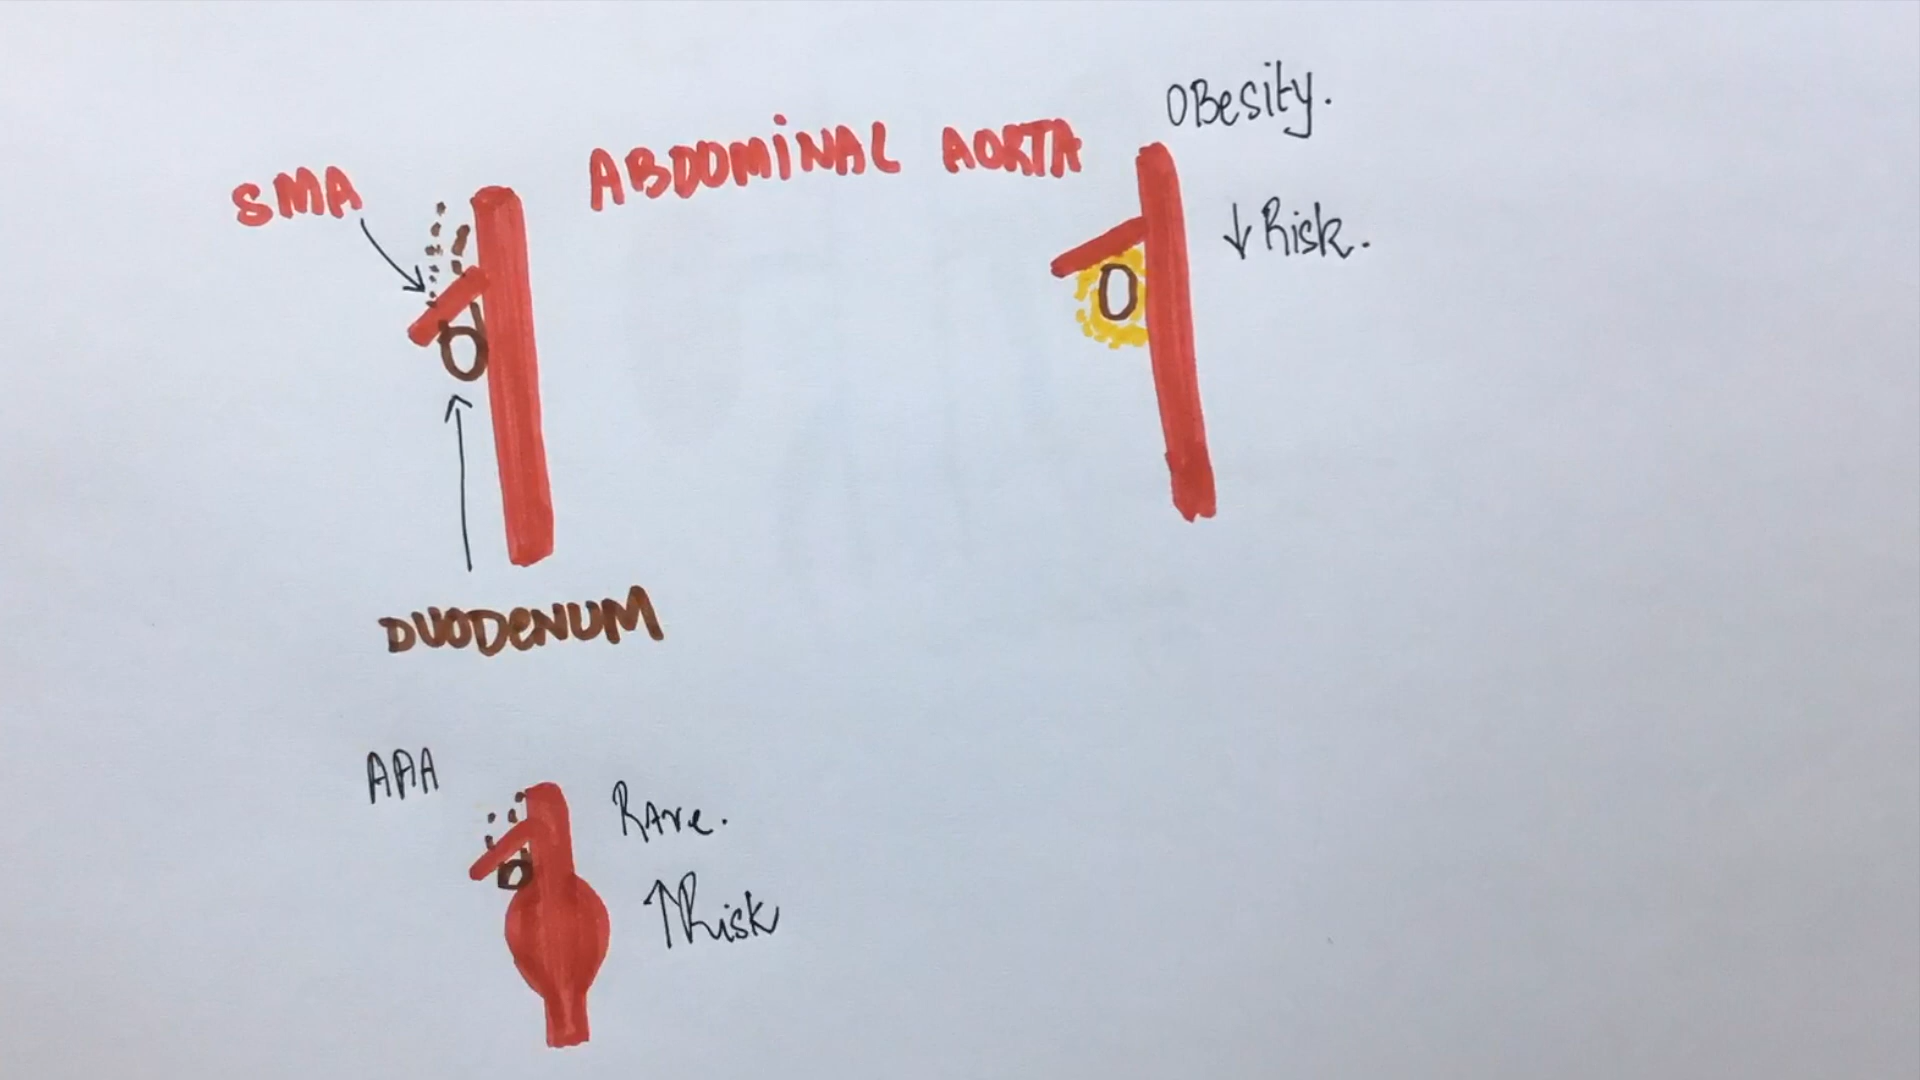 OBesity.
ABDOMINAL AORTA
SMA
↓ Risk.
DUODENUM
AAA
RAre.
↑Risk